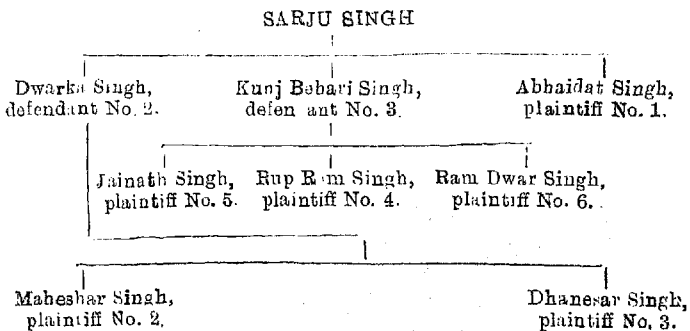 SARJU SINGH
Dwarka Singh, defendant No. 2.
Kunj Behari Singh, defen ant No. 3.
Abhaidat Singh, plaintiff No. 1.
Jainath Singh, plaintiff No. 5.
Rup Ram Singh, plaintiff No. 4.
Ram Dwar Singh, plaintiff No. 6.
Maheshar Singh, plaintiff No. 2.
Dhanesar Singh, plaintiff No. 3.